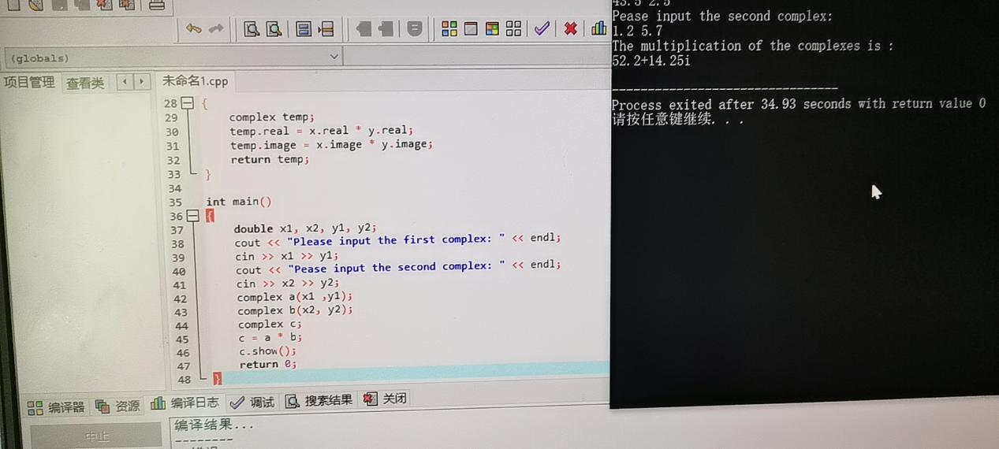 (globals)
项目管理 查看类
未命名1.cpp
28 {
29 complex temp;
30 temp.real = x.real * y.real;
31 temp.image = x.image * y.image;
32 return temp;
33 }
34
35 int main()
36 {
37 double x1, x2, y1, y2;
38 cout << "Please input the first complex: " << endl;
39 cin >> x1 >> y1;
40 cout << "Pease input the second complex: " << endl;
41 cin >> x2 >> y2;
42 complex a(x1 ,y1);
43 complex b(x2, y2);
44 complex c;
45 c = a * b;
46 c.show();
47 return 0;
48 }
编译器 资源 编译日志 调试 搜索结果 关闭
中止
编译结果...
--------
43.5 2.5
Pease input the second complex:
1.2 5.7
The multiplication of the complexes is :
52.2+14.25i
--------------------------------
Process exited after 34.93 seconds with return value 0
请按任意键继续. . .